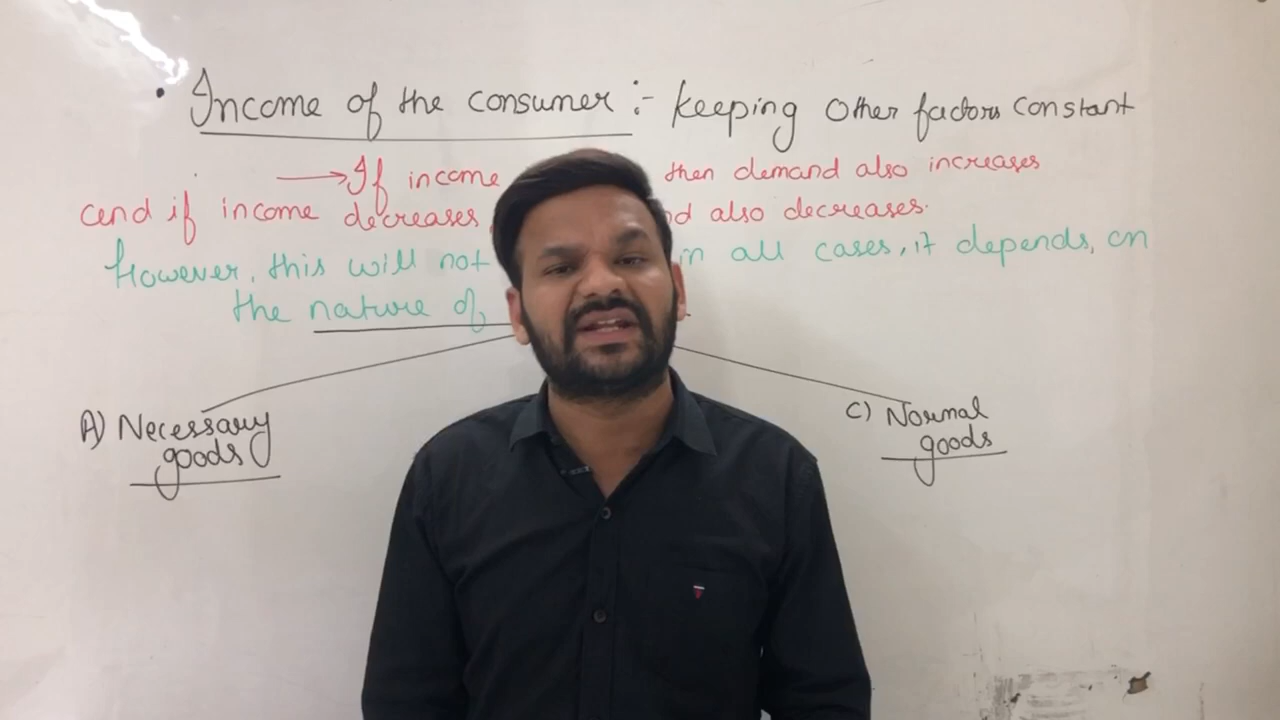 • Income of the consumer :- Keeping Other factors constant
→ If income then demand also increases
and if income decreases also decreases.
However, this will not in all cases, it depends, on
the nature of
A) Necessary
goods
C) Normal
goods